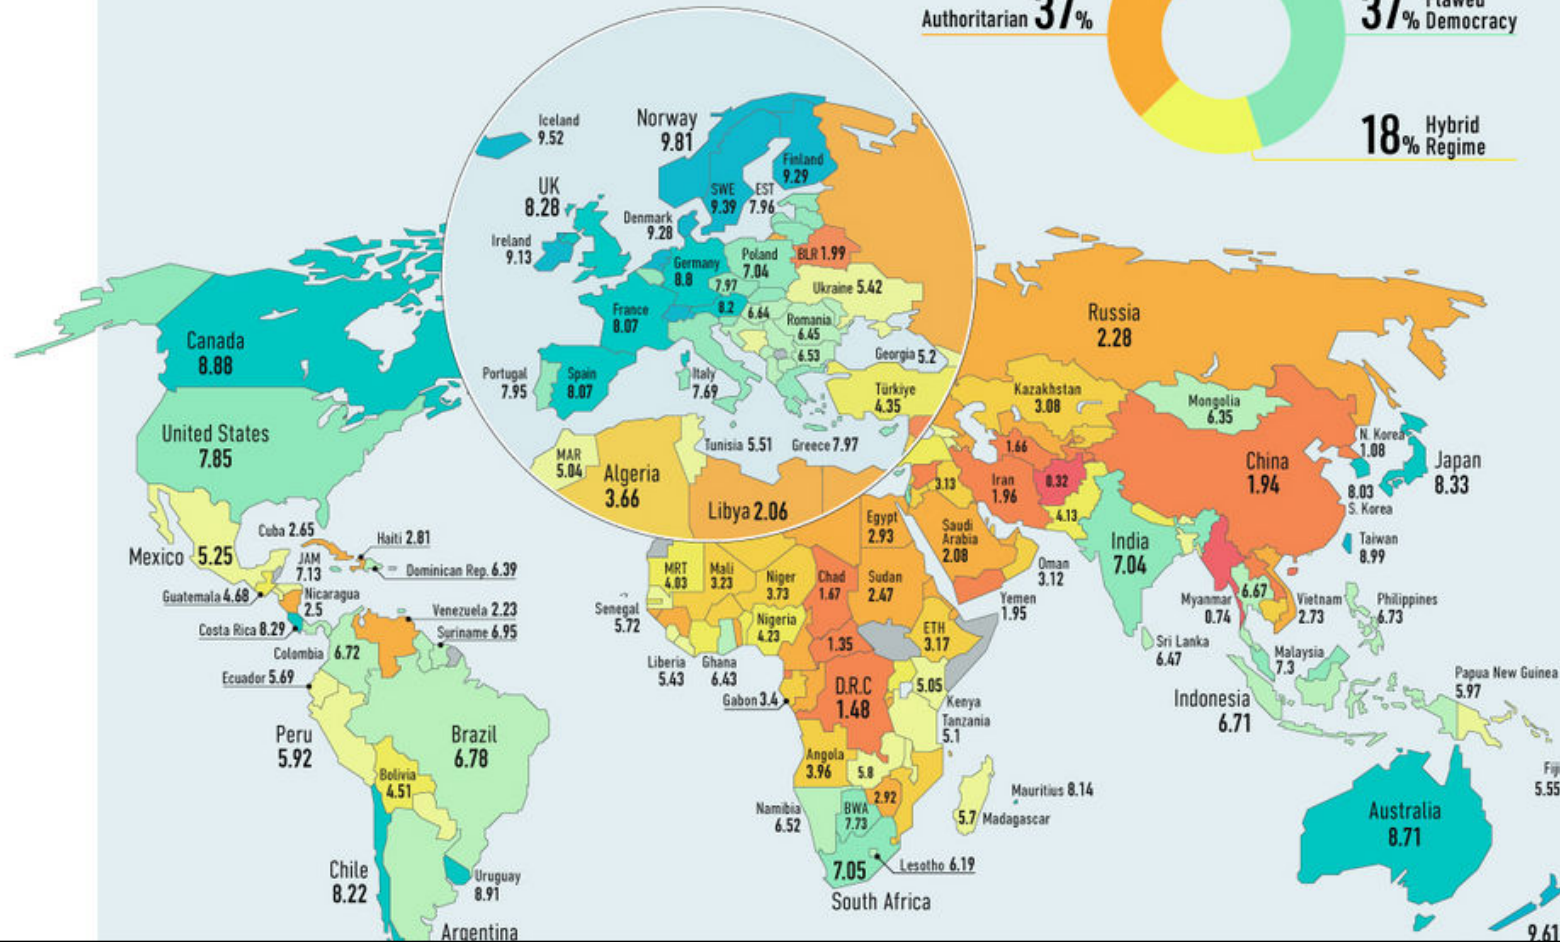 Authoritarian 37%
37% Flawed
Democracy
18% Hybrid
Regime
Iceland
9.52
Norway
9.81
Finland
9.29
UK
8.28
SWE
9.39
EST
7.96
Denmark
9.28
Ireland
9.13
Germany
8.8
Poland
7.04
BLR 1.99
7.97
Ukraine 5.42
8.2
6.64
France
8.07
Romania
6.45
6.53
Georgia 5.2
Portugal
7.95
Spain
8.07
Italy
7.69
Türkiye
4.35
Tunisia 5.51
Greece 7.97
MAR
5.04
Algeria
3.66
Libya 2.06
Canada
8.88
United States
7.85
Mexico 5.25
Cuba 2.65
Haiti 2.81
JAM
7.13
Dominican Rep. 6.39
Guatemala 4.68
Nicaragua
2.5
Costa Rica 8.29
Venezuela 2.23
Suriname 6.95
Colombia 6.72
Ecuador 5.69
Peru
5.92
Brazil
6.78
Bolivia
4.51
Chile
8.22
Uruguay
8.91
Argentina
Russia
2.28
Kazakhstan
3.08
Mongolia
6.35
China
1.94
N. Korea
1.08
Japan
8.33
8.03
S. Korea
Taiwan
8.99
1.66
Iran
1.96
0.32
3.13
4.13
India
7.04
Egypt
2.93
Saudi
Arabia
2.08
Oman
3.12
Yemen
1.95
MRT
4.03
Mali
3.23
Niger
3.73
Chad
1.67
Sudan
2.47
Senegal
5.72
Nigeria
4.23
ETH
3.17
1.35
Liberia
5.43
Ghana
6.43
Gabon 3.4
D.R.C
1.48
5.05
Kenya
Tanzania
5.1
Angola
3.96
5.8
2.92
Namibia
6.52
BWA
7.73
Mauritius 8.14
5.7 Madagascar
Lesotho 6.19
7.05
South Africa
Myanmar
0.74
6.67
Vietnam
2.73
Philippines
6.73
Sri Lanka
6.47
Malaysia
7.3
Indonesia
6.71
Papua New Guinea
5.97
Fiji
5.55
Australia
8.71
9.61